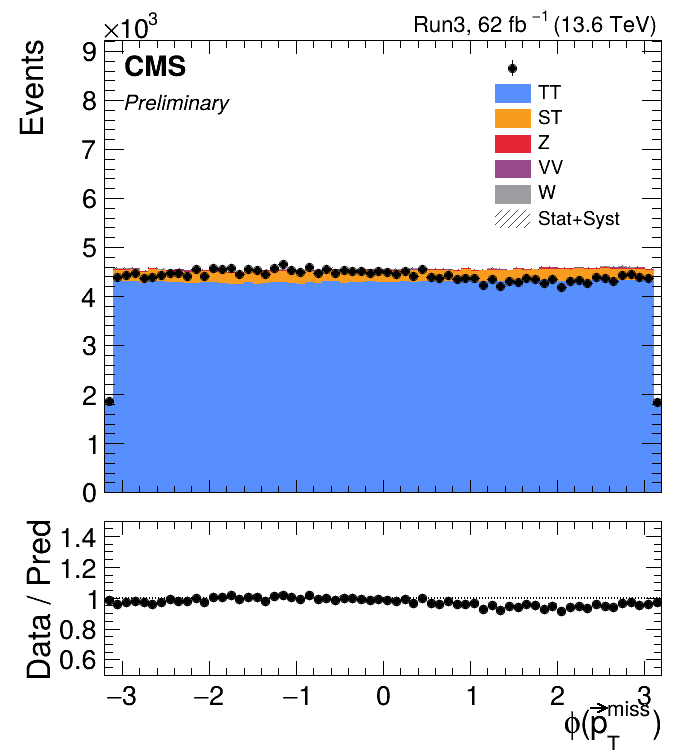 ×10³
Run3, 62 fb⁻¹ (13.6 TeV)
Events
CMS
Preliminary
TT
ST
Z
VV
W
Stat+Syst
9
8
7
6
5
4
3
2
1
0
Data / Pred
1.4
1.2
1
0.8
0.6
−3 −2 −1 0 1 2 3
ϕ(p⃗_T^miss)